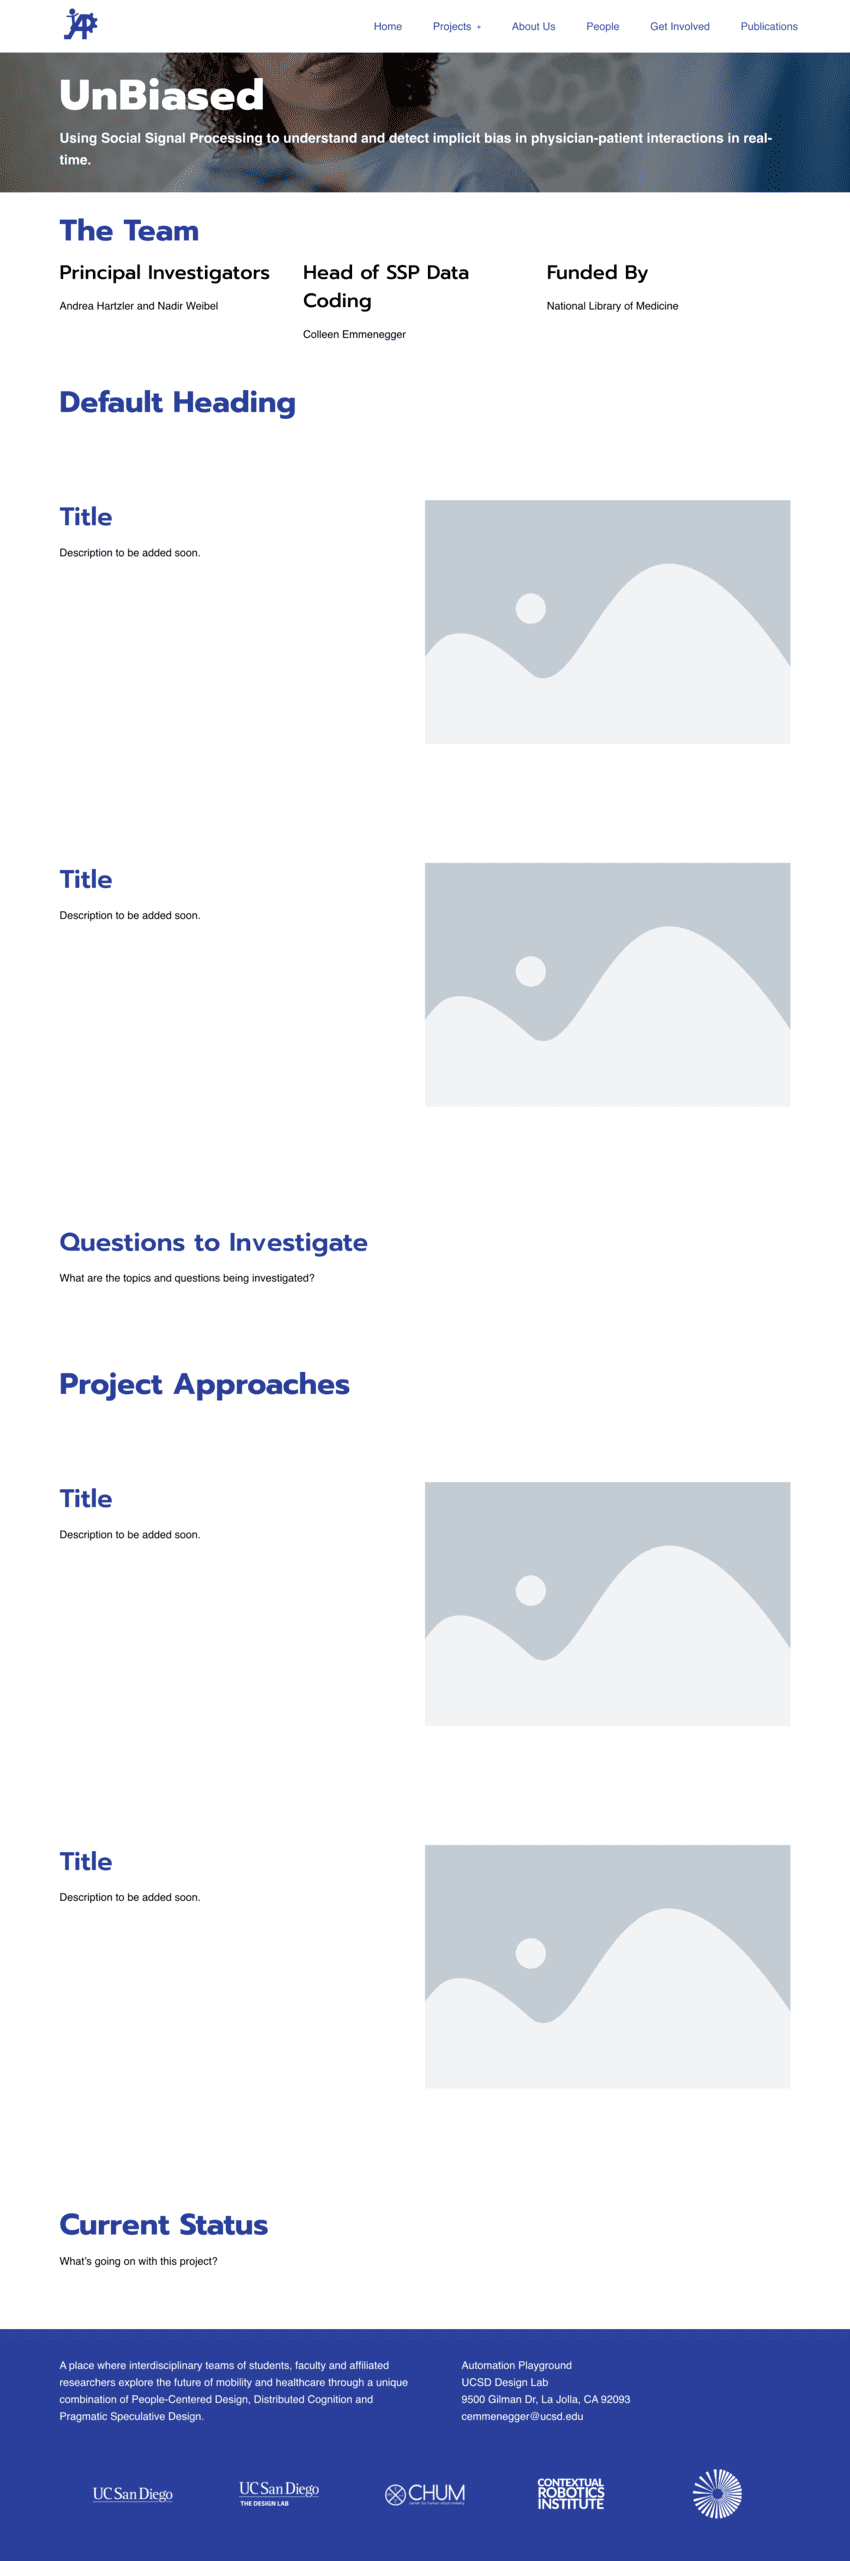 AP
Home Projects + About Us People Get Involved Publications
UnBiased
Using Social Signal Processing to understand and detect implicit bias in physician-patient interactions in real-
time.
The Team
Principal Investigators
Andrea Hartzler and Nadir Weibel
Head of SSP Data
Coding
Colleen Emmenegger
Funded By
National Library of Medicine
Default Heading
Title
Description to be added soon.
Title
Description to be added soon.
Questions to Investigate
What are the topics and questions being investigated?
Project Approaches
Title
Description to be added soon.
Title
Description to be added soon.
Current Status
What's going on with this project?
A place where interdisciplinary teams of students, faculty and affiliated
researchers explore the future of mobility and healthcare through a unique
combination of People-Centered Design, Distributed Cognition and
Pragmatic Speculative Design.
Automation Playground
UCSD Design Lab
9500 Gilman Dr, La Jolla, CA 92093
cemmenegger@ucsd.edu
UC San Diego
UC San Diego
THE DESIGN LAB
CHUM
center for human urban mobility
CONTEXTUAL
ROBOTICS
INSTITUTE